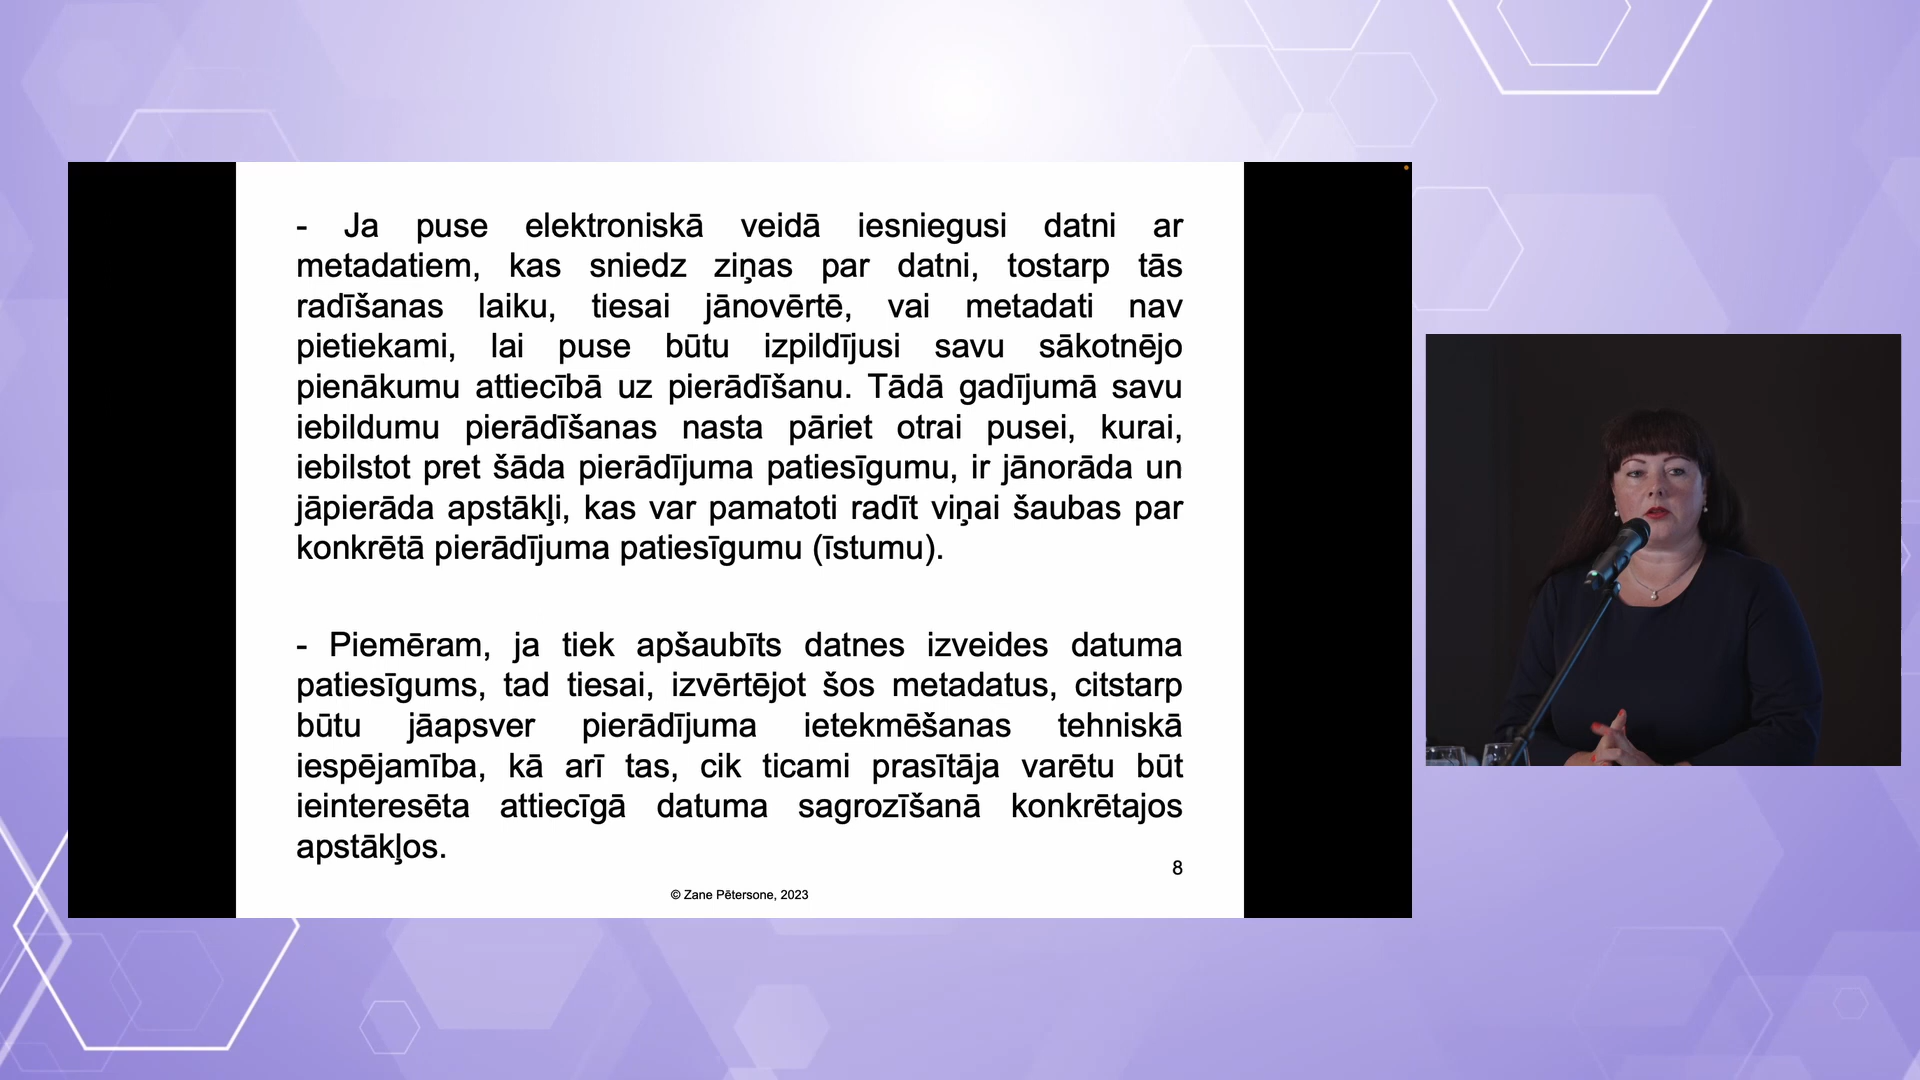 - Ja puse elektroniskā veidā iesniegusi datni ar
metadatiem, kas sniedz ziņas par datni, tostarp tās
radīšanas laiku, tiesai jānovērtē, vai metadati nav
pietiekami, lai puse būtu izpildījusi savu sākotnējo
pienākumu attiecībā uz pierādīšanu. Tādā gadījumā savu
iebildumu pierādīšanas nasta pāriet otrai pusei, kurai,
iebilstot pret šāda pierādījuma patiesīgumu, ir jānorāda un
jāpierāda apstākļi, kas var pamatoti radīt viņai šaubas par
konkrētā pierādījuma patiesīgumu (īstumu).
- Piemēram, ja tiek apšaubīts datnes izveides datuma
patiesīgums, tad tiesai, izvērtējot šos metadatus, citstarp
būtu jāapsver pierādījuma ietekmēšanas tehniskā
iespējamība, kā arī tas, cik ticami prasītāja varētu būt
ieinteresēta attiecīgā datuma sagrozīšanā konkrētajos
apstākļos.
8
© Zane Pētersone, 2023